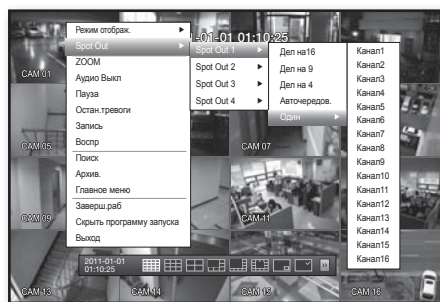 2011-01-01 01:10:25
CAM 01
CAM 05
CAM 07
CAM 09
CAM 11
CAM 13
CAM 14
CAM 15
CAM 16
Режим отображ.
Spot Out
ZOOM
Аудио Выкл
Пауза
Остан.тревоги
Запись
Воспр
Поиск
Архив.
Главное меню
Заверш.раб
Скрыть программу запуска
Выход
Spot Out 1
Spot Out 2
Spot Out 3
Spot Out 4
Дел на16
Дел на 9
Дел на 4
Авточередов.
Один
Канал1
Канал2
Канал3
Канал4
Канал5
Канал6
Канал7
Канал8
Канал9
Канал10
Канал11
Канал12
Канал13
Канал14
Канал15
Канал16
2011-01-01
01:10:25